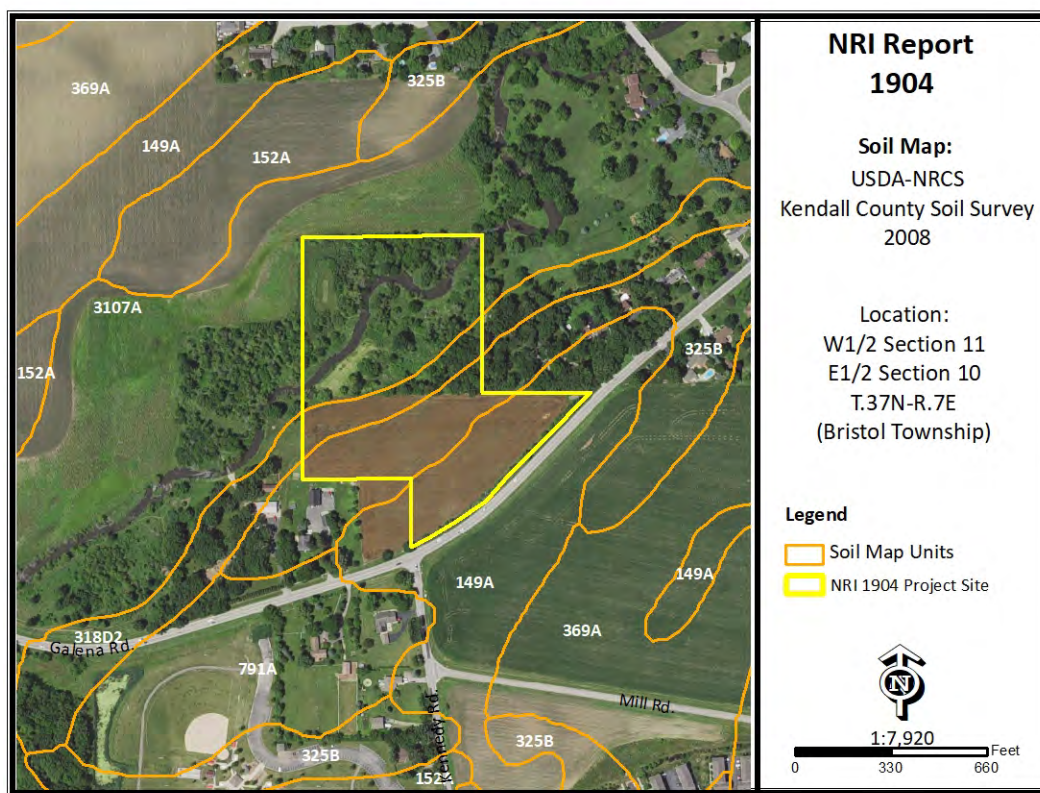 369A
149A
152A
325B
3107A
152A
325B
149A
149A
369A
318D2
Galena Rd.
791A
Kennedy Rd.
Mill Rd.
325B
325B
152
NRI Report
1904
Soil Map:
USDA-NRCS
Kendall County Soil Survey
2008
Location:
W1/2 Section 11
E1/2 Section 10
T.37N-R.7E
(Bristol Township)
Legend
Soil Map Units
NRI 1904 Project Site
N
1:7,920
Feet
0 330 660